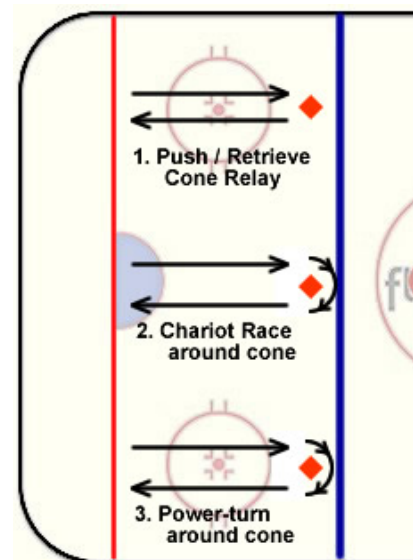 1. Push / Retrieve
Cone Relay
2. Chariot Race
around cone
3. Power-turn
around cone